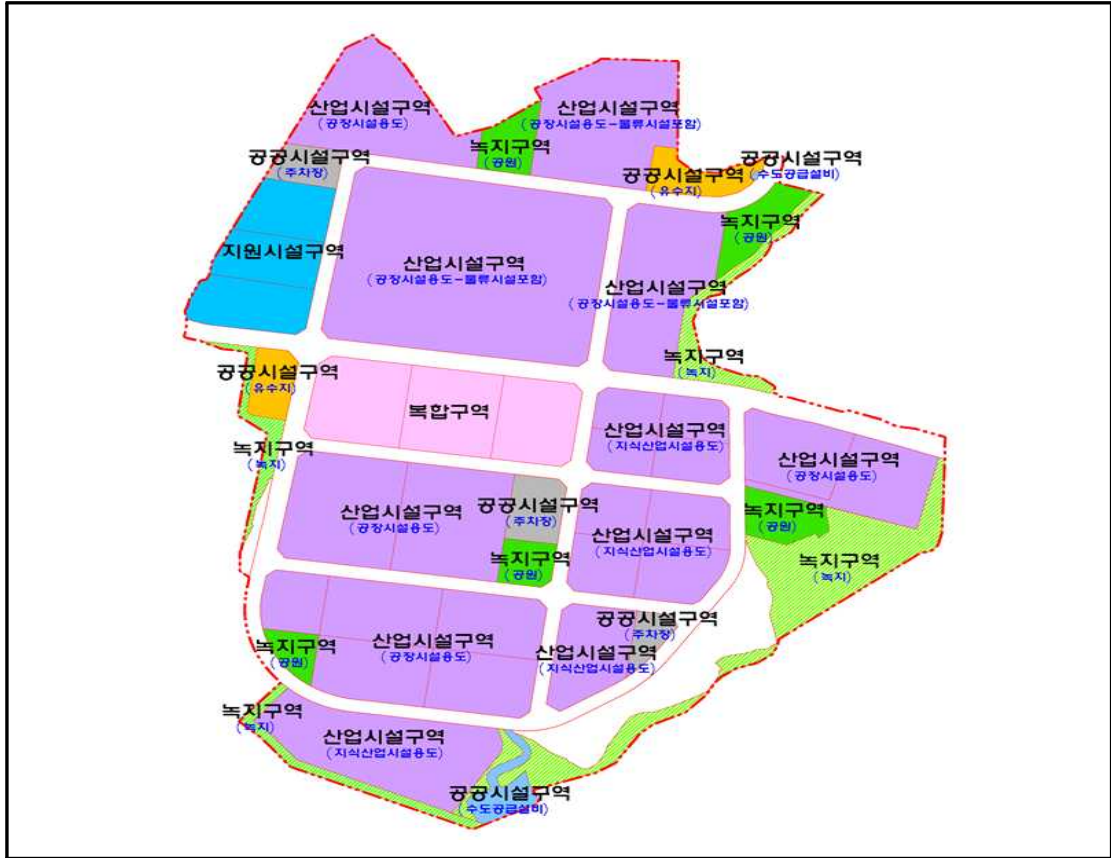 산업시설구역
(공장시설용도)
산업시설구역
(공장시설용도-물류시설포함)
녹지구역
(공원)
공공시설구역
(주차장)
공공시설구역
(유수지)
공공시설구역
(수도공급설비)
녹지구역
(공원)
지원시설구역
산업시설구역
(공장시설용도-물류시설포함)
산업시설구역
(공장시설용도-물류시설포함)
녹지구역
(녹지)
공공시설구역
(유수지)
복합구역
산업시설구역
(지식산업시설용도)
녹지구역
(녹지)
산업시설구역
(공장시설용도)
산업시설구역
(공장시설용도)
공공시설구역
(주차장)
산업시설구역
(지식산업시설용도)
녹지구역
(공원)
녹지구역
(공원)
녹지구역
(녹지)
공공시설구역
(주차장)
녹지구역
(공원)
산업시설구역
(공장시설용도)
산업시설구역
(지식산업시설용도)
녹지구역
(녹지)
산업시설구역
(지식산업시설용도)
공공시설구역
(수도공급설비)